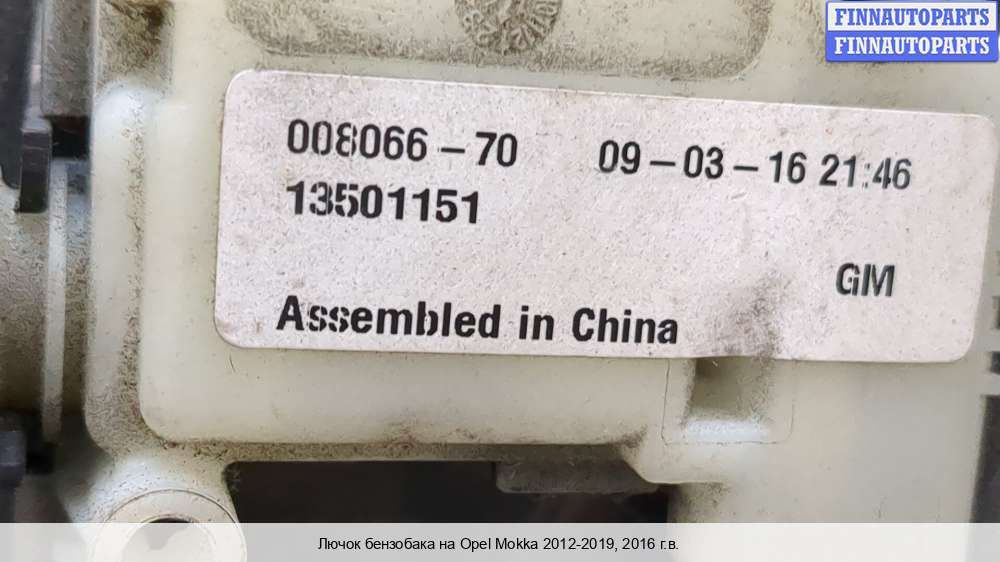 FINNAUTOPARTS
FINNAUTOPARTS
008066-70 09-03-16 21:46
13501151
GM
Assembled in China
Лючок бензобака на Opel Mokka 2012-2019, 2016 г.в.